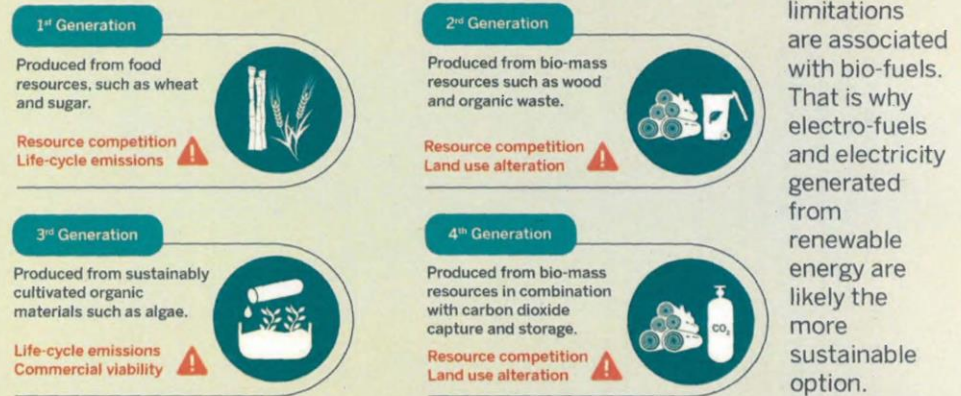 1st Generation
Produced from food
resources, such as wheat
and sugar.
Resource competition
Life-cycle emissions
2rd Generation
Produced from bio-mass
resources such as wood
and organic waste.
Resource competition
Land use alteration
3rd Generation
Produced from sustainably
cultivated organic
materials such as algae.
Life-cycle emissions
Commercial viability
4th Generation
Produced from bio-mass
resources in combination
with carbon dioxide
capture and storage.
CO2
Resource competition
Land use alteration
limitations
are associated
with bio-fuels.
That is why
electro-fuels
and electricity
generated
from
renewable
energy are
likely the
more
sustainable
option.